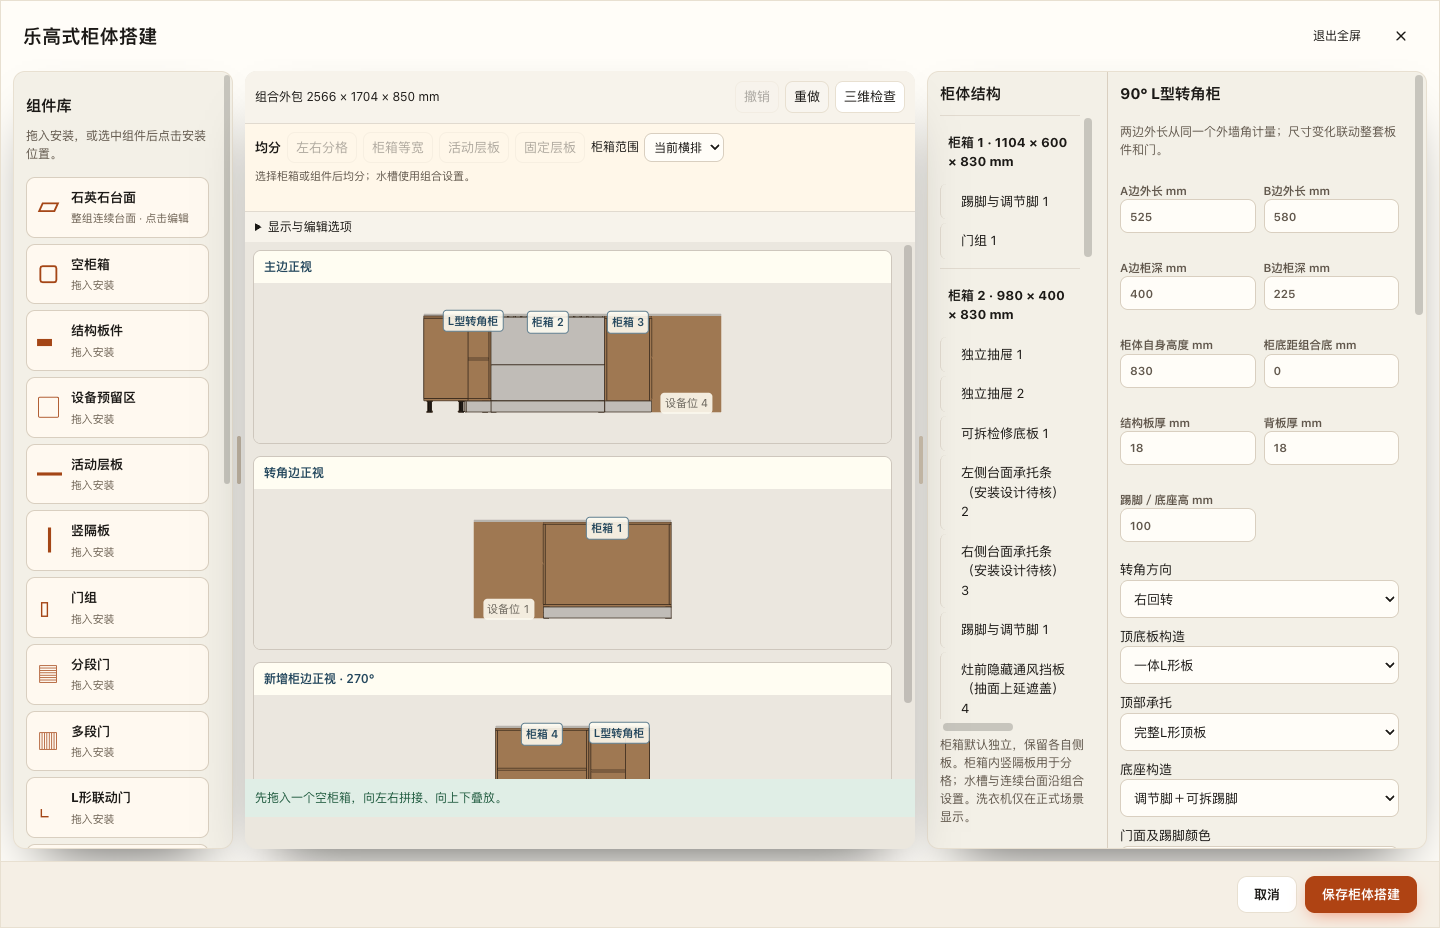 乐高式柜体搭建
退出全屏
×
组件库
拖入安装，或选中组件后点击安装
位置。
石英石台面
整组连续台面 · 点击编辑
空柜箱
拖入安装
结构板件
拖入安装
设备预留区
拖入安装
活动层板
拖入安装
竖隔板
拖入安装
门组
拖入安装
分段门
拖入安装
多段门
拖入安装
L形联动门
拖入安装
组合外包 2566 × 1704 × 850 mm
撤销
重做
三维检查
均分
左右分格
柜箱等宽
活动层板
固定层板
柜箱范围
当前横排
选择柜箱或组件后均分；水槽使用组合设置。
显示与编辑选项
主边正视
L型转角柜
柜箱 2
柜箱 3
设备位 4
转角边正视
柜箱 1
设备位 1
新增柜边正视 · 270°
柜箱 4
L型转角柜
先拖入一个空柜箱，向左右拼接、向上下叠放。
柜体结构
柜箱 1 · 1104 × 600
× 830 mm
踢脚与调节脚 1
门组 1
柜箱 2 · 980 × 400
× 830 mm
独立抽屉 1
独立抽屉 2
可拆检修底板 1
左侧台面承托条
（安装设计待核）
2
右侧台面承托条
（安装设计待核）
3
踢脚与调节脚 1
灶前隐藏通风挡板
（抽面上延遮盖）
4
柜箱默认独立，保留各自侧
板。柜箱内竖隔板用于分
格；水槽与连续台面沿组合
设置。洗衣机仅在正式场景
显示。
90° L型转角柜
两边外长从同一个外墙角计量；尺寸变化联动整套板
件和门。
A边外长 mm
B边外长 mm
525
580
A边柜深 mm
B边柜深 mm
400
225
柜体自身高度 mm
柜底距组合底 mm
830
0
结构板厚 mm
背板厚 mm
18
18
踢脚 / 底座高 mm
100
转角方向
右回转
顶底板构造
一体L形板
顶部承托
完整L形顶板
底座构造
调节脚＋可拆踢脚
门面及踢脚颜色
取消
保存柜体搭建